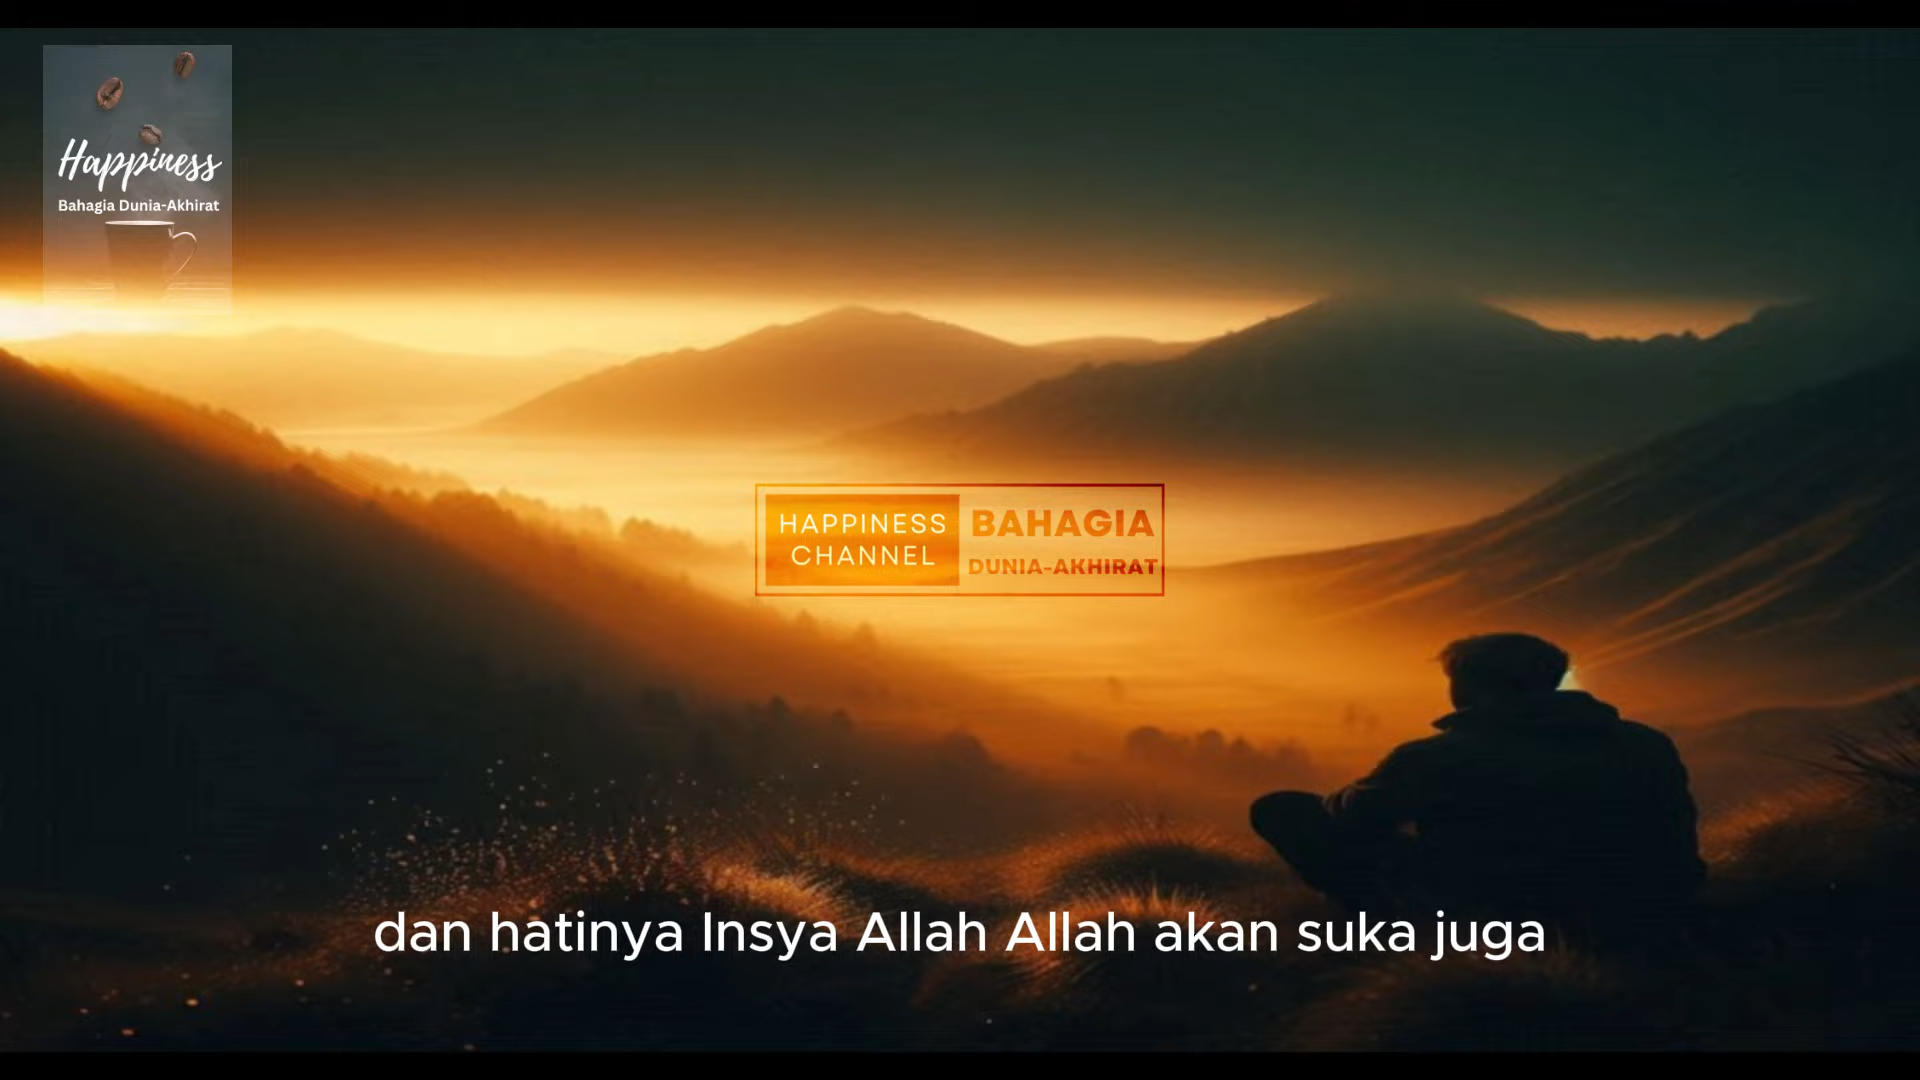 Happiness
Bahagia Dunia-Akhirat
HAPPINESS
CHANNEL
BAHAGIA
DUNIA-AKHIRAT
dan hatinya Insya Allah Allah akan suka juga